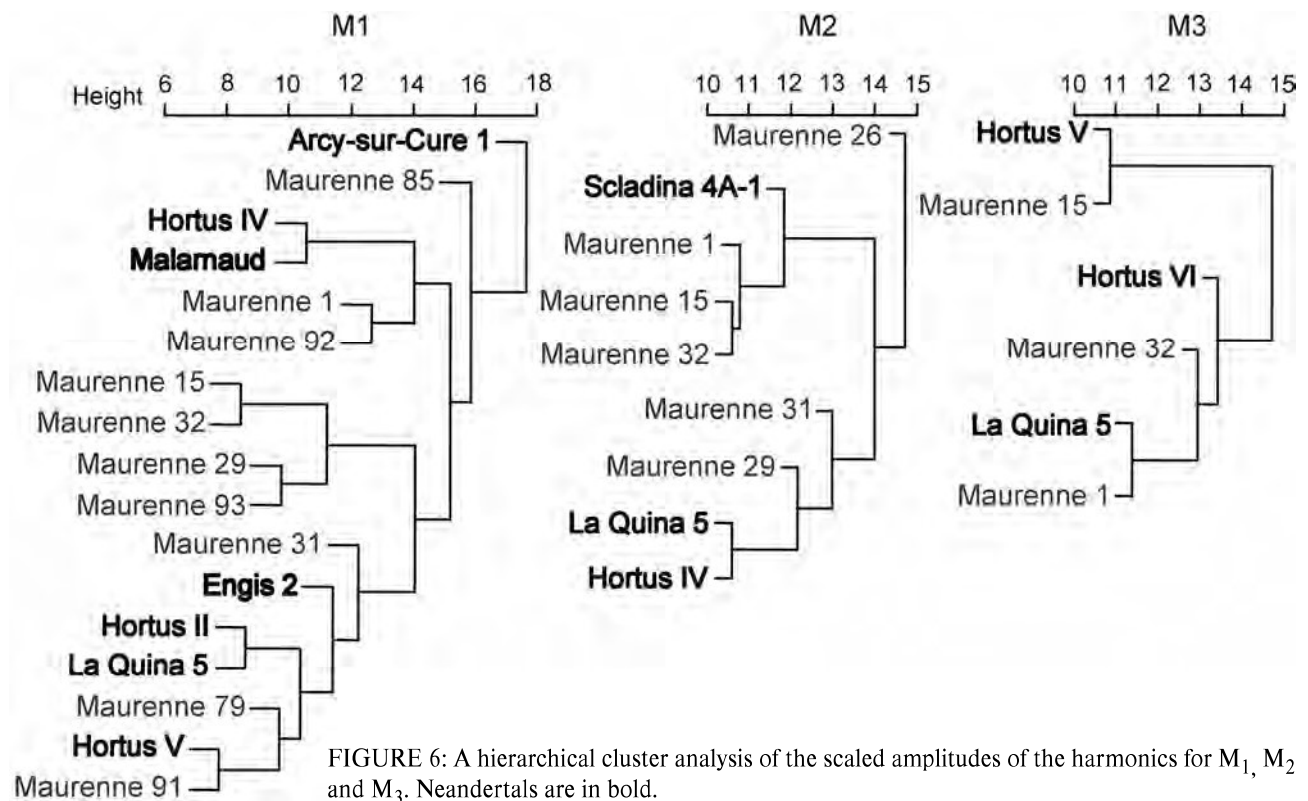 M1
Height 6 8 10 12 14 16 18
Arcy-sur-Cure 1
Maurenne 85
Hortus IV
Malarnaud
Maurenne 1
Maurenne 92
Maurenne 15
Maurenne 32
Maurenne 29
Maurenne 93
Maurenne 31
Engis 2
Hortus II
La Quina 5
Maurenne 79
Hortus V
Maurenne 91
M2
10 11 12 13 14 15
Maurenne 26
Scladina 4A-1
Maurenne 1
Maurenne 15
Maurenne 32
Maurenne 31
Maurenne 29
La Quina 5
Hortus IV
M3
10 11 12 13 14 15
Hortus V
Maurenne 15
Hortus VI
Maurenne 32
La Quina 5
Maurenne 1
FIGURE 6: A hierarchical cluster analysis of the scaled amplitudes of the harmonics for M1, M2
and M3. Neandertals are in bold.